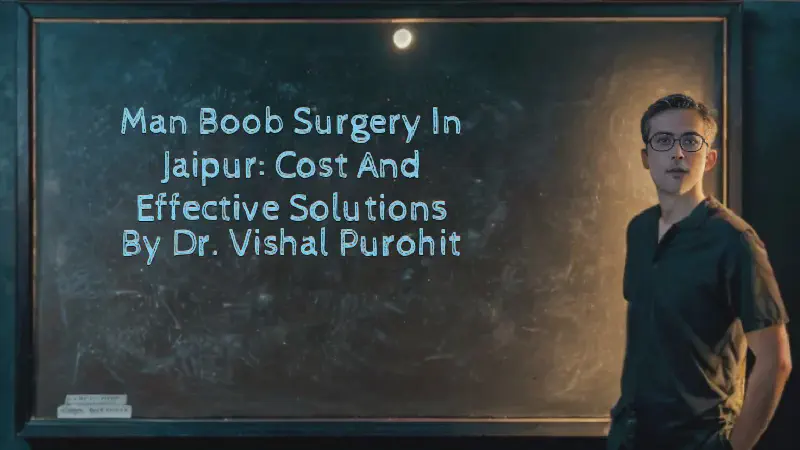 Man Boob Surgery In
Jaipur: Cost And
Effective Solutions
By Dr. Vishal Purohit